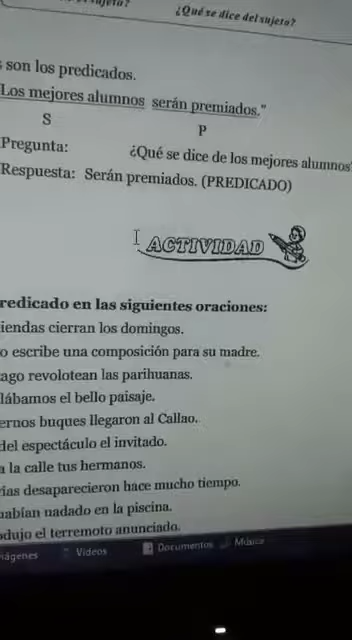 ¿Qué se dice del sujeto?
son los predicados.
Los mejores alumnos serán premiados."
S P
Pregunta: ¿Qué se dice de los mejores alumnos
Respuesta: Serán premiados. (PREDICADO)
ACTIVIDAD
redicado en las siguientes oraciones:
iendas cierran los domingos.
o escribe una composición para su madre.
ago revolotean las parihuanas.
lábamos el bello paisaje.
ernos buques llegaron al Callao.
del espectáculo el invitado.
a la calle tus hermanos.
ías desaparecieron hace mucho tiempo.
habían nadado en la piscina.
dujo el terremoto anunciado.
mágenes Videos Documentos Música